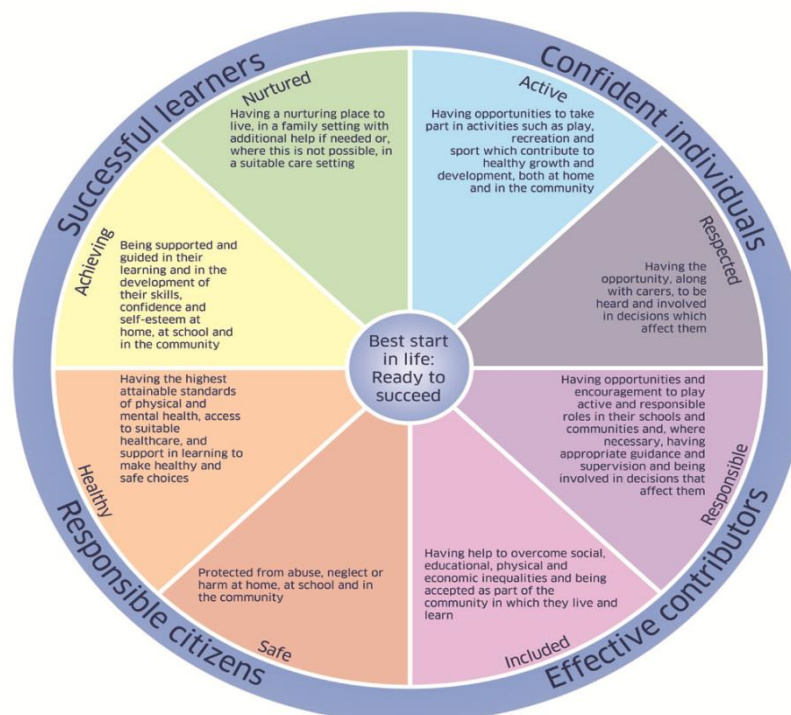 Successful learners
Confident individuals
Nurtured
Having a nurturing place to
live, in a family setting with
additional help if needed or,
where this is not possible, in
a suitable care setting
Active
Having opportunities to take
part in activities such as play,
recreation and
sport which contribute to
healthy growth and
development, both at home
and in the community
Achieving
Being supported and
guided in their
learning and in the
development of
their skills,
confidence and
self-esteem at
home, at school and
in the community
Respected
Having the
opportunity, along
with carers, to be
heard and involved
in decisions which
affect them
Best start
in life:
Ready to
succeed
Healthy
Having the highest
attainable standards
of physical and
mental health, access
to suitable
healthcare, and
support in learning to
make healthy and
safe choices
Responsible
Having opportunities and
encouragement to play
active and responsible
roles in their schools and
communities and, where
necessary, having
appropriate guidance and
supervision and being
involved in decisions that
affect them
Protected from abuse, neglect or
harm at home, at school and in
the community
Safe
Having help to overcome social,
educational, physical and
economic inequalities and being
accepted as part of the
community in which they live and
learn
Included
Responsible citizens
Effective contributors